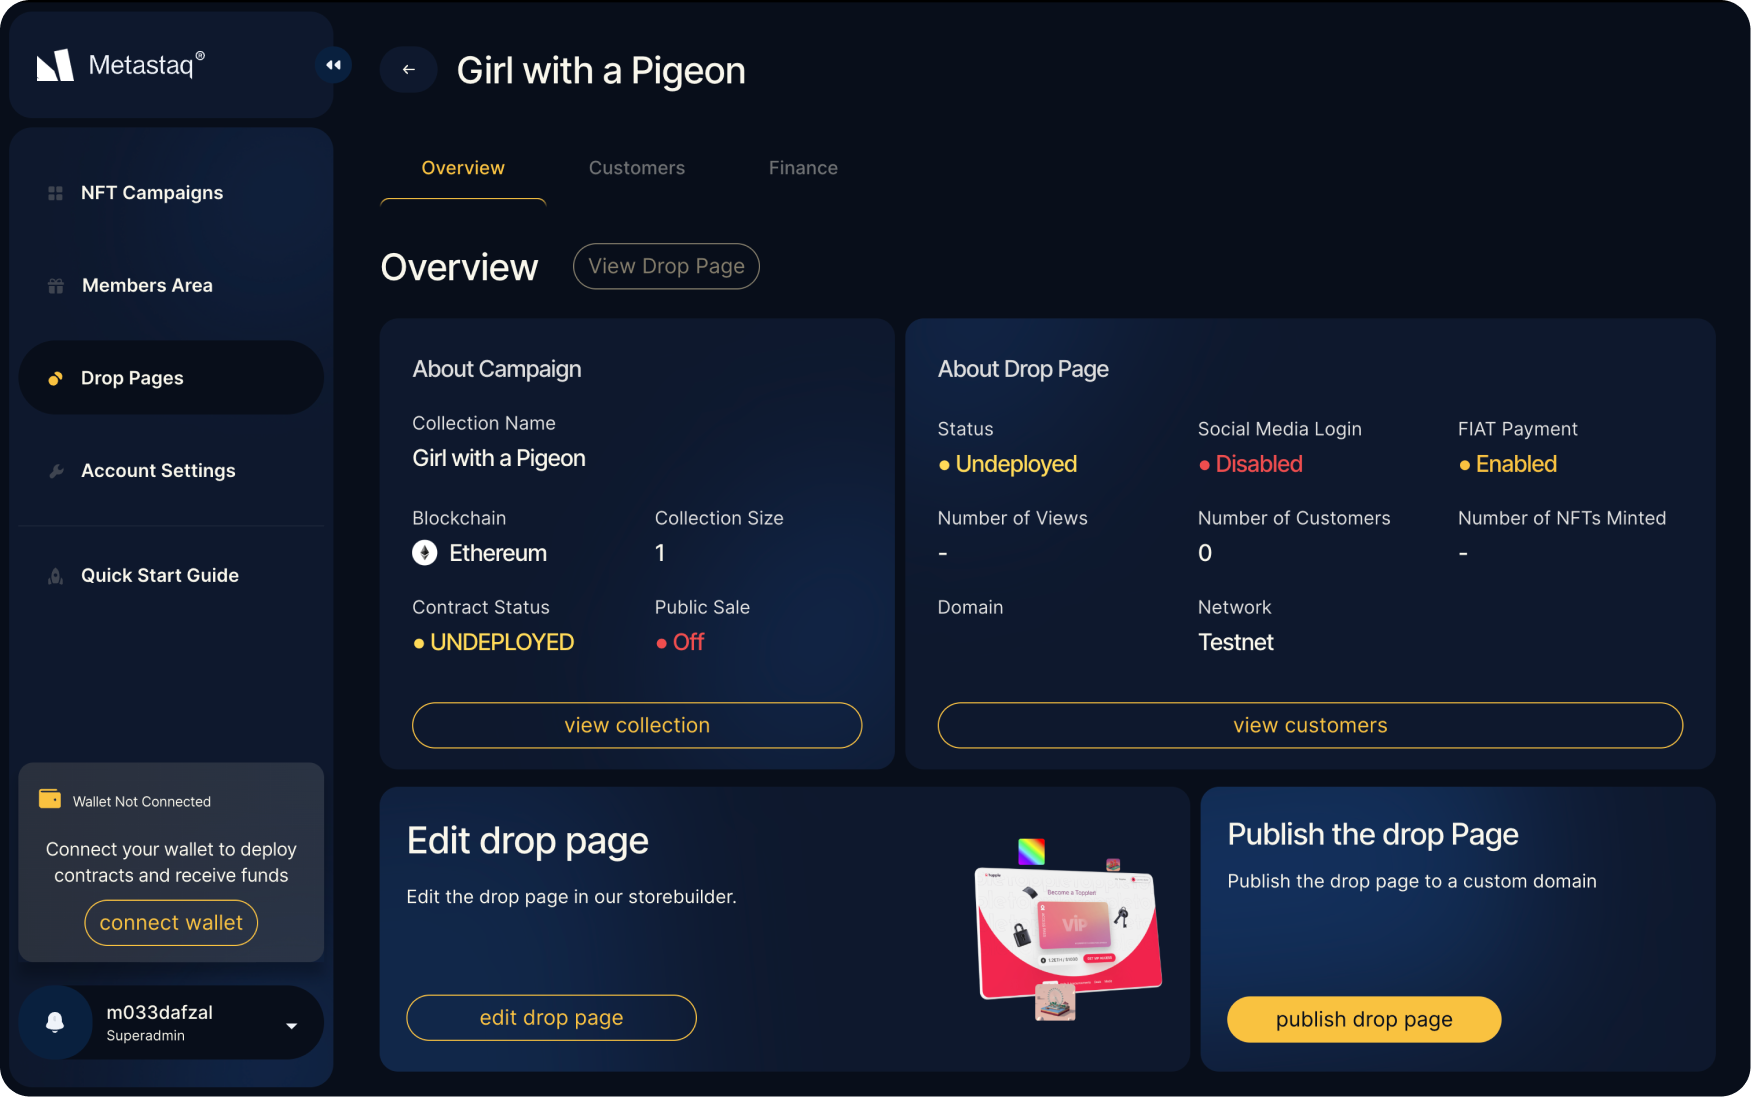 Metastaq®
NFT Campaigns
Members Area
Drop Pages
Account Settings
Quick Start Guide
Wallet Not Connected
Connect your wallet to deploy
contracts and receive funds
connect wallet
m033dafzal
Superadmin
Girl with a Pigeon
Overview Customers Finance
Overview View Drop Page
About Campaign
Collection Name
Girl with a Pigeon
Blockchain Collection Size
Ethereum 1
Contract Status Public Sale
UNDEPLOYED Off
view collection
About Drop Page
Status Social Media Login FIAT Payment
Undeployed Disabled Enabled
Number of Views Number of Customers Number of NFTs Minted
- 0 -
Domain Network
Testnet
view customers
Edit drop page
Edit the drop page in our storebuilder.
edit drop page
Become a Topplet
VIP
Publish the drop Page
Publish the drop page to a custom domain
publish drop page